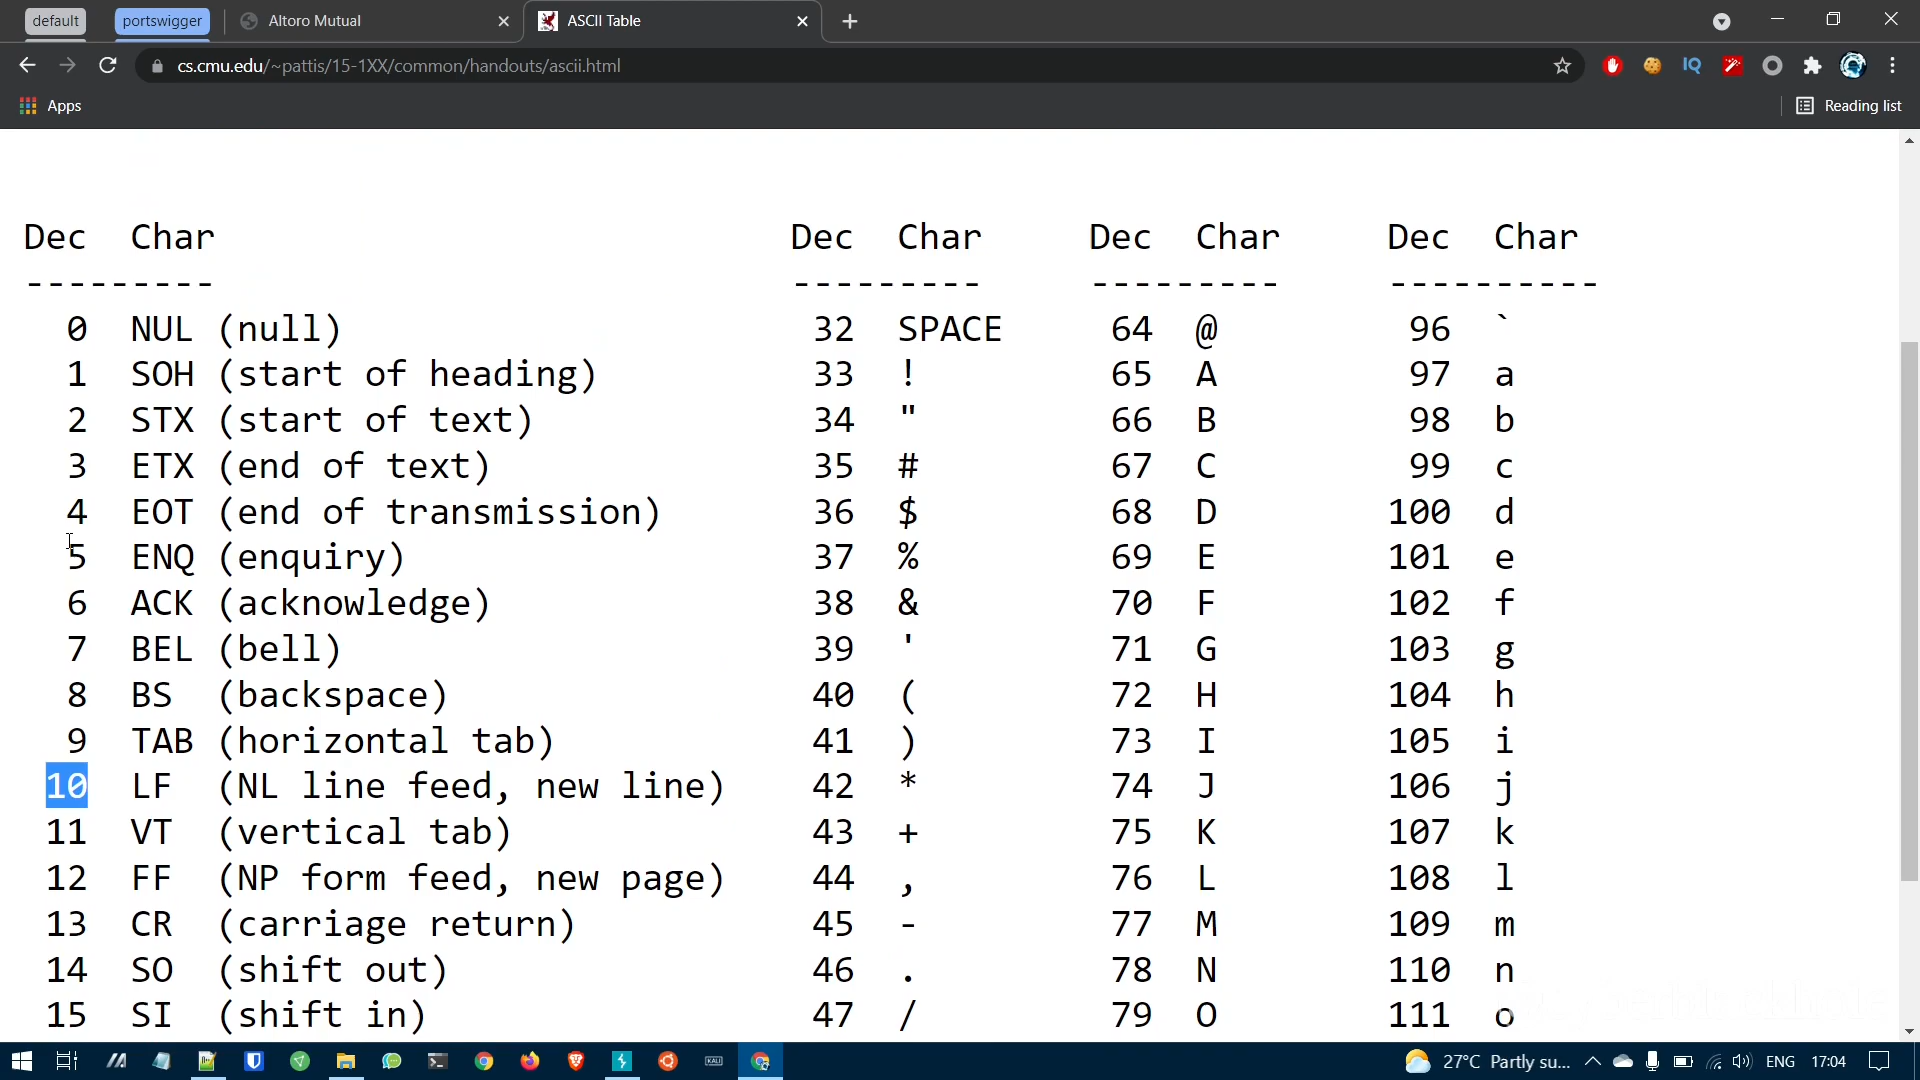 default portswigger Altoro Mutual ASCII Table
cs.cmu.edu/~pattis/15-1XX/common/handouts/ascii.html IQ
Apps Reading list
Dec Char Dec Char Dec Char Dec Char
--------- --------- --------- ----------
0 NUL (null) 32 SPACE 64 @ 96 `
1 SOH (start of heading) 33 ! 65 A 97 a
2 STX (start of text) 34 " 66 B 98 b
3 ETX (end of text) 35 # 67 C 99 c
4 EOT (end of transmission) 36 $ 68 D 100 d
5 ENQ (enquiry) 37 % 69 E 101 e
6 ACK (acknowledge) 38 & 70 F 102 f
7 BEL (bell) 39 ' 71 G 103 g
8 BS (backspace) 40 ( 72 H 104 h
9 TAB (horizontal tab) 41 ) 73 I 105 i
10 LF (NL line feed, new line) 42 * 74 J 106 j
11 VT (vertical tab) 43 + 75 K 107 k
12 FF (NP form feed, new page) 44 , 76 L 108 l
13 CR (carriage return) 45 - 77 M 109 m
14 SO (shift out) 46 . 78 N 110 n
15 SI (shift in) 47 / 79 O 111 o
KALI 27°C Partly su... ENG 17:04